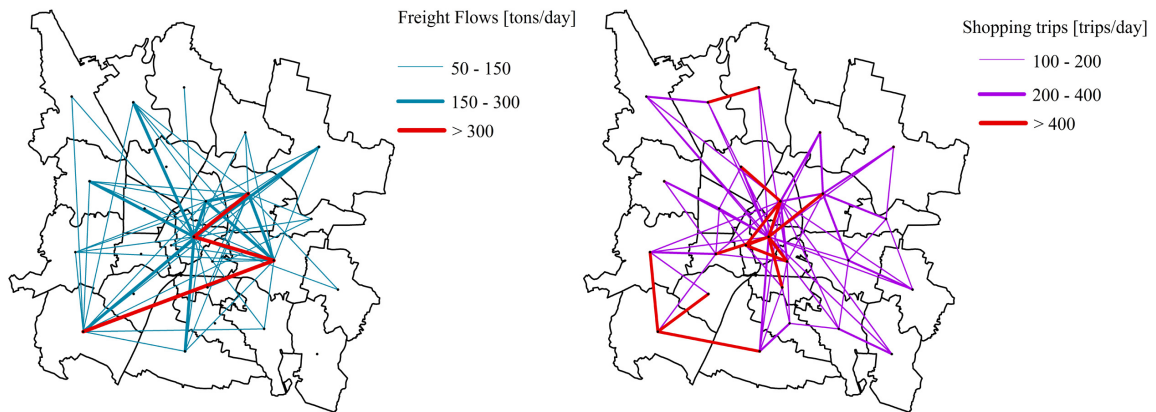 Freight Flows [tons/day]
50 - 150
150 - 300
> 300
Shopping trips [trips/day]
100 - 200
200 - 400
> 400